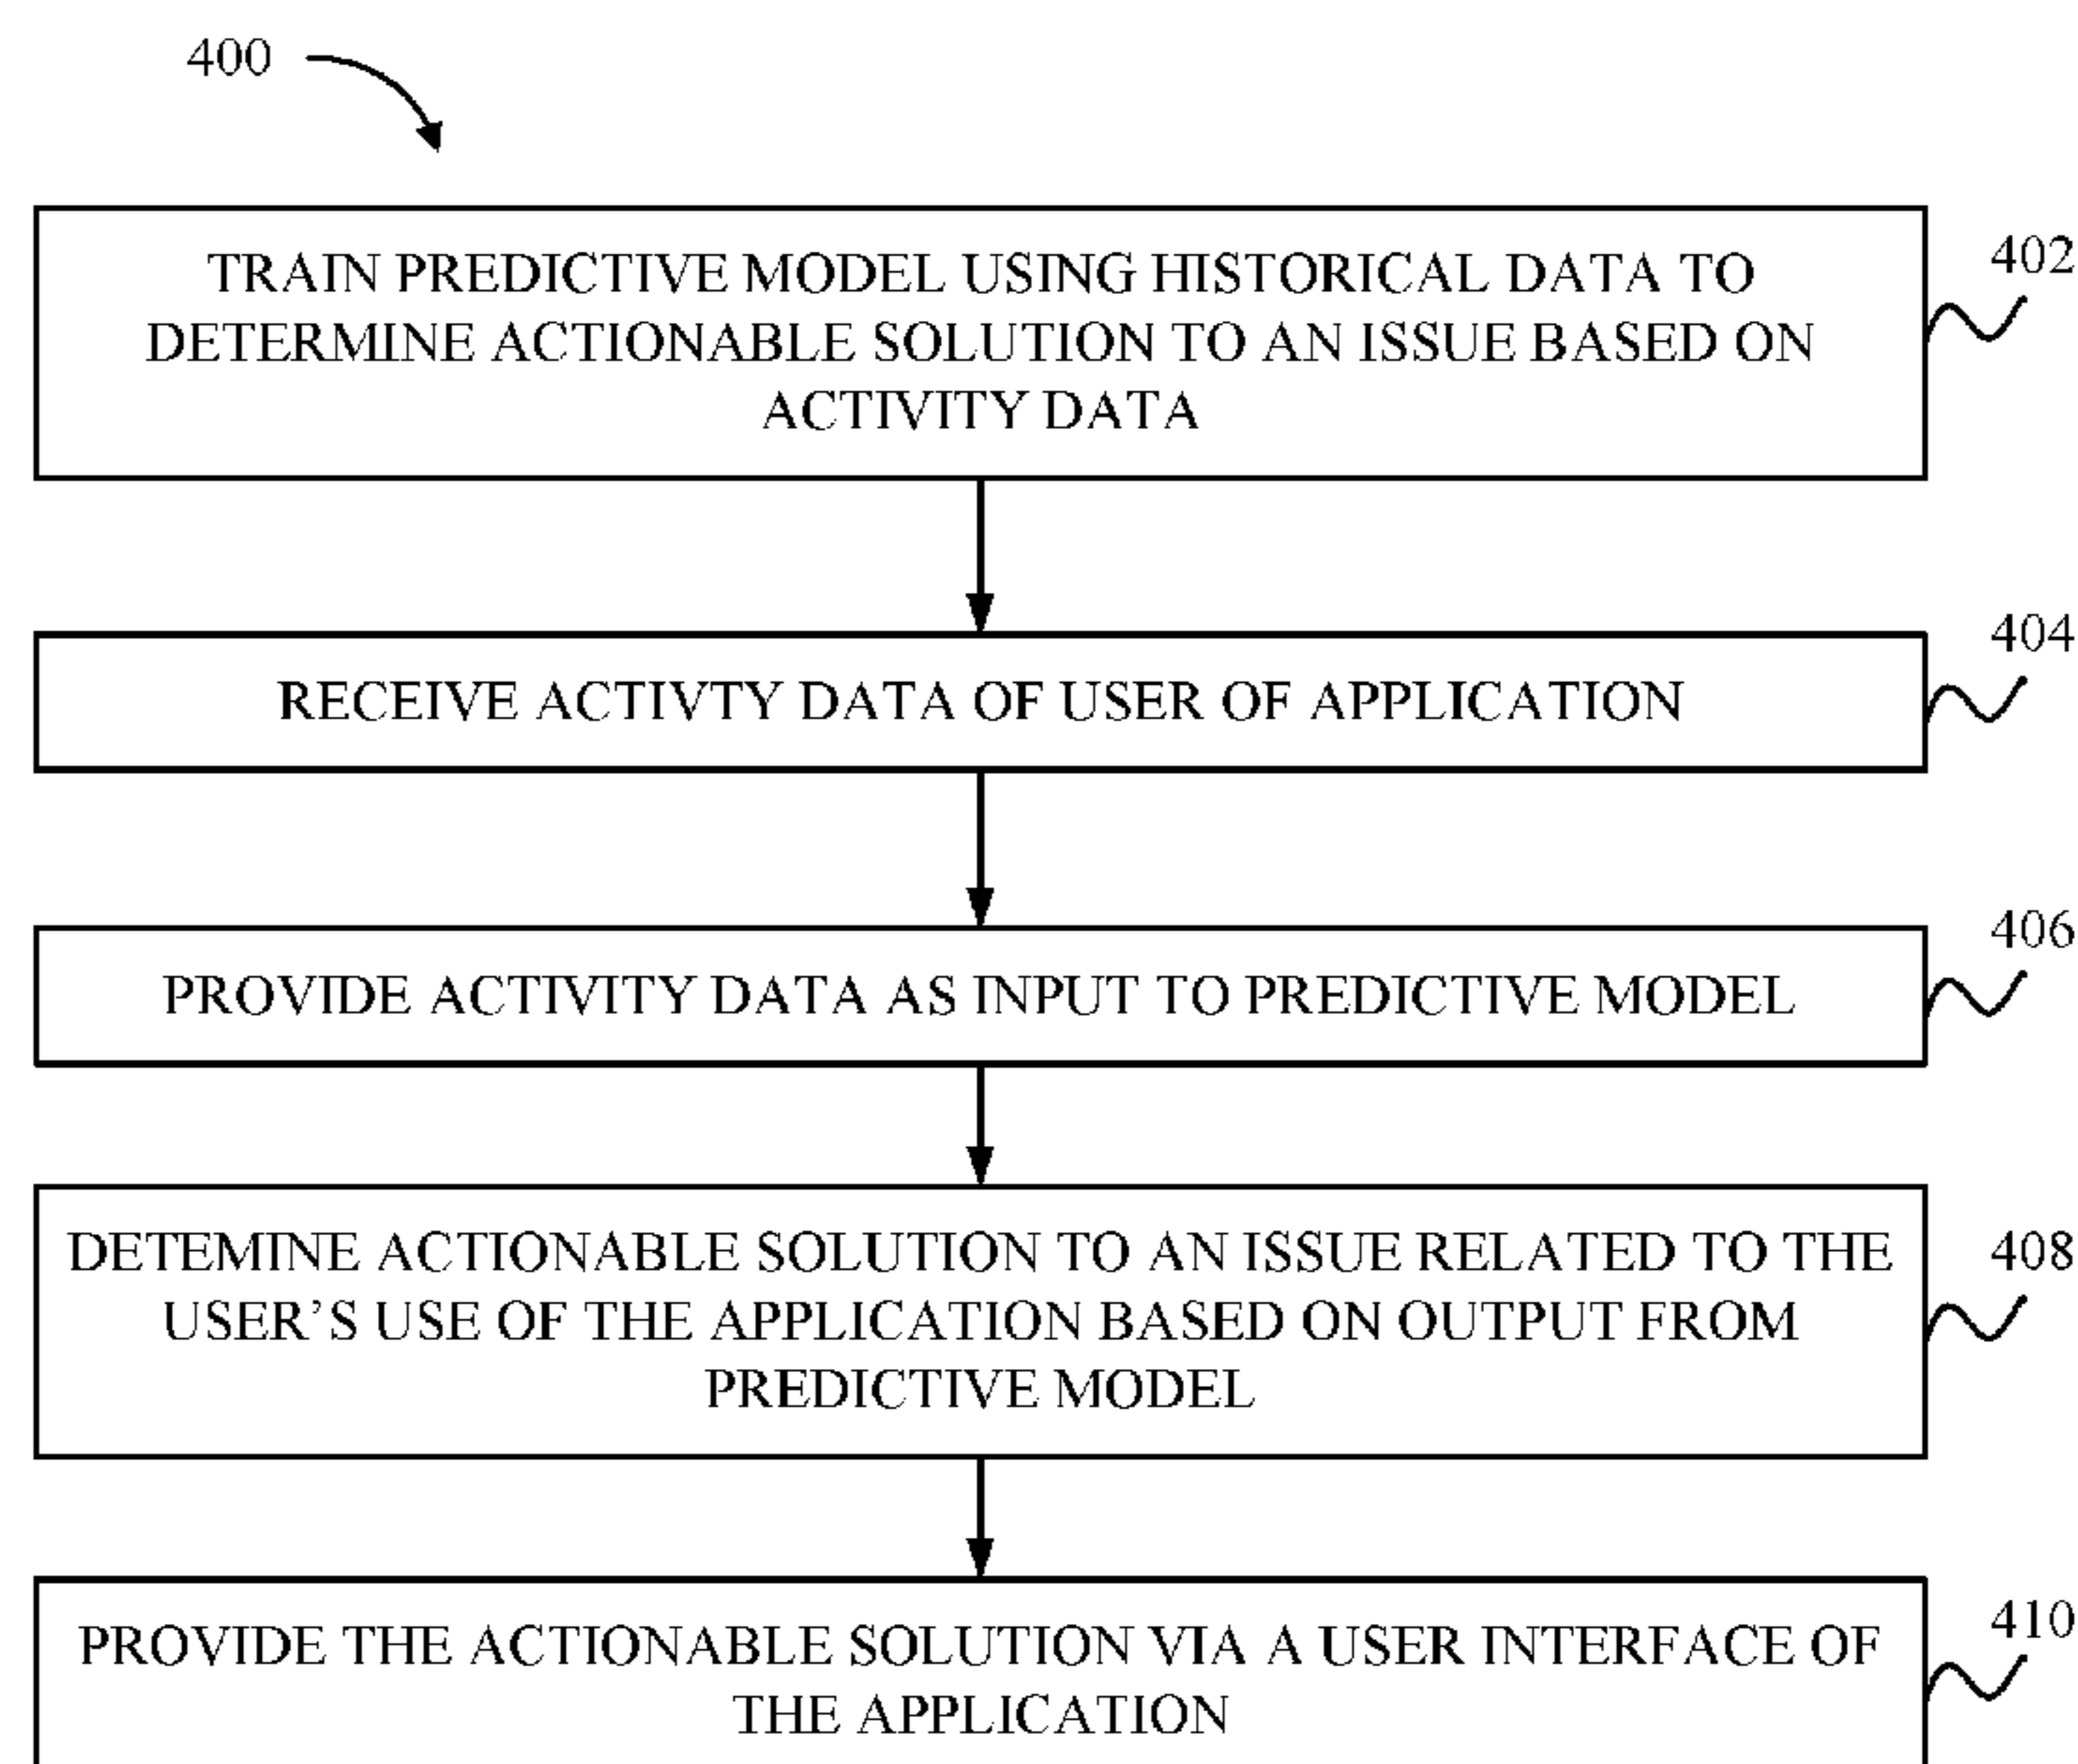 400
TRAIN PREDICTIVE MODEL USING HISTORICAL DATA TO
DETERMINE ACTIONABLE SOLUTION TO AN ISSUE BASED ON
ACTIVITY DATA
402
RECEIVE ACTIVTY DATA OF USER OF APPLICATION
404
PROVIDE ACTIVITY DATA AS INPUT TO PREDICTIVE MODEL
406
DETEMINE ACTIONABLE SOLUTION TO AN ISSUE RELATED TO THE
USER’S USE OF THE APPLICATION BASED ON OUTPUT FROM
PREDICTIVE MODEL
408
PROVIDE THE ACTIONABLE SOLUTION VIA A USER INTERFACE OF
THE APPLICATION
410